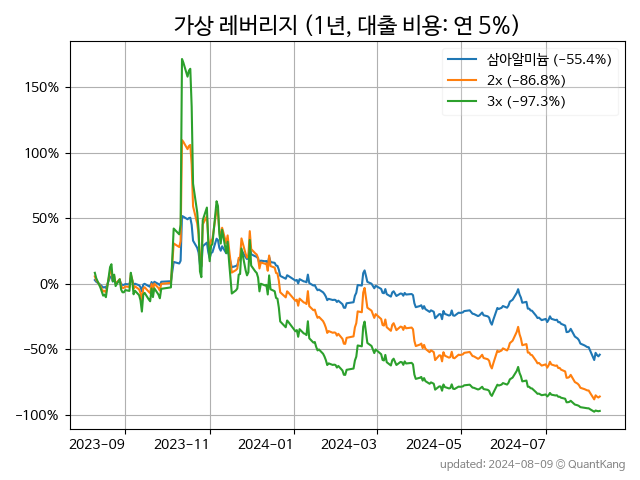 가상 레버리지 (1년, 대출 비용: 연 5%)
삼아알미늄 (-55.4%)
2x (-86.8%)
3x (-97.3%)
150%
100%
50%
0%
-50%
-100%
2023-09 2023-11 2024-01 2024-03 2024-05 2024-07
updated: 2024-08-09 © QuantKang